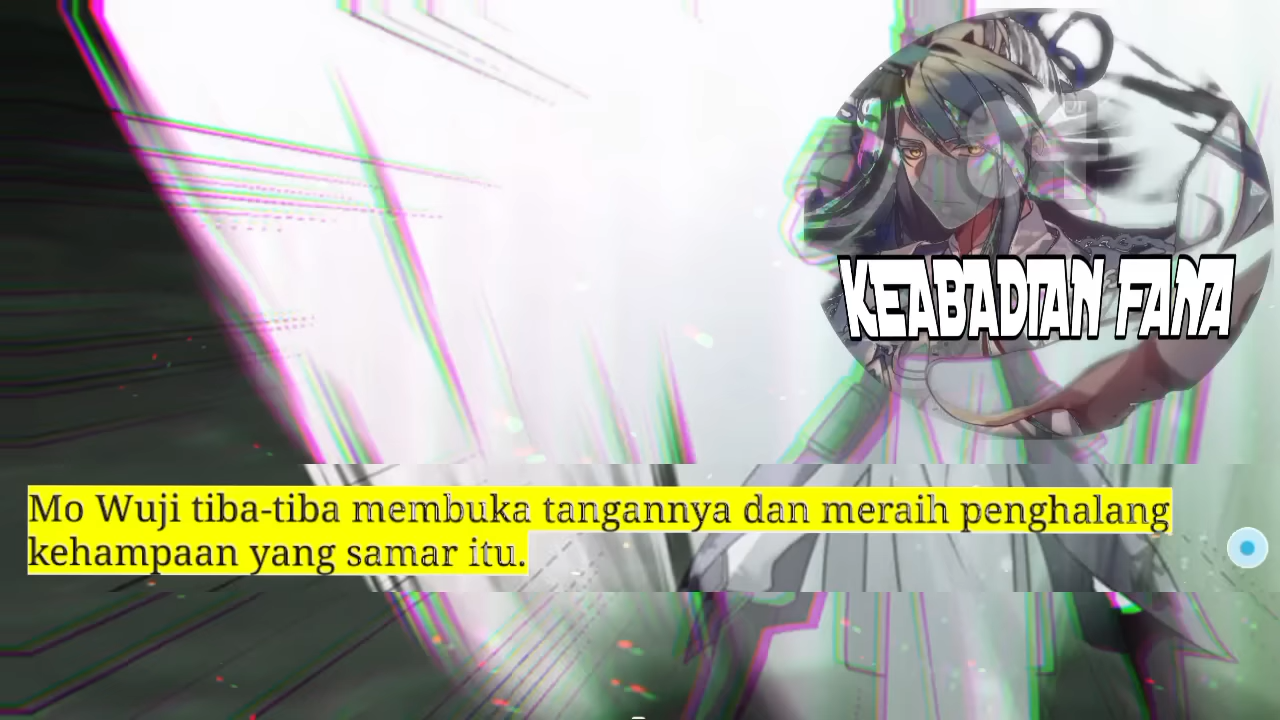 KEABADIAN FANA
Mo Wuji tiba-tiba membuka tangannya dan meraih penghalang
kehampaan yang samar itu.